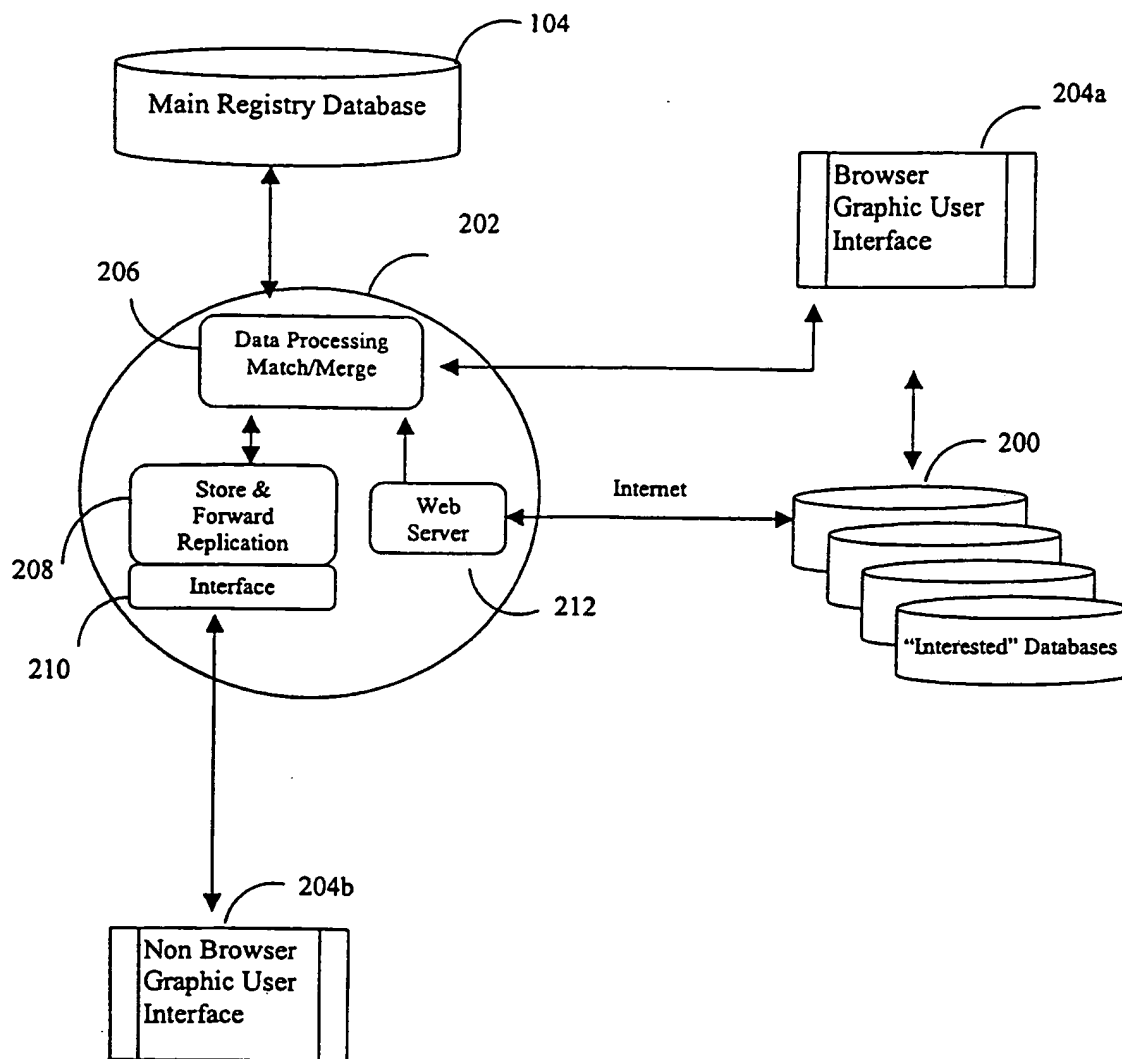 104
Main Registry Database
204a
Browser
Graphic User
Interface
202
206
Data Processing
Match/Merge
200
Store &
Forward
Replication
Web
Server
Internet
208
Interface
212
210
"Interested" Databases
204b
Non Browser
Graphic User
Interface